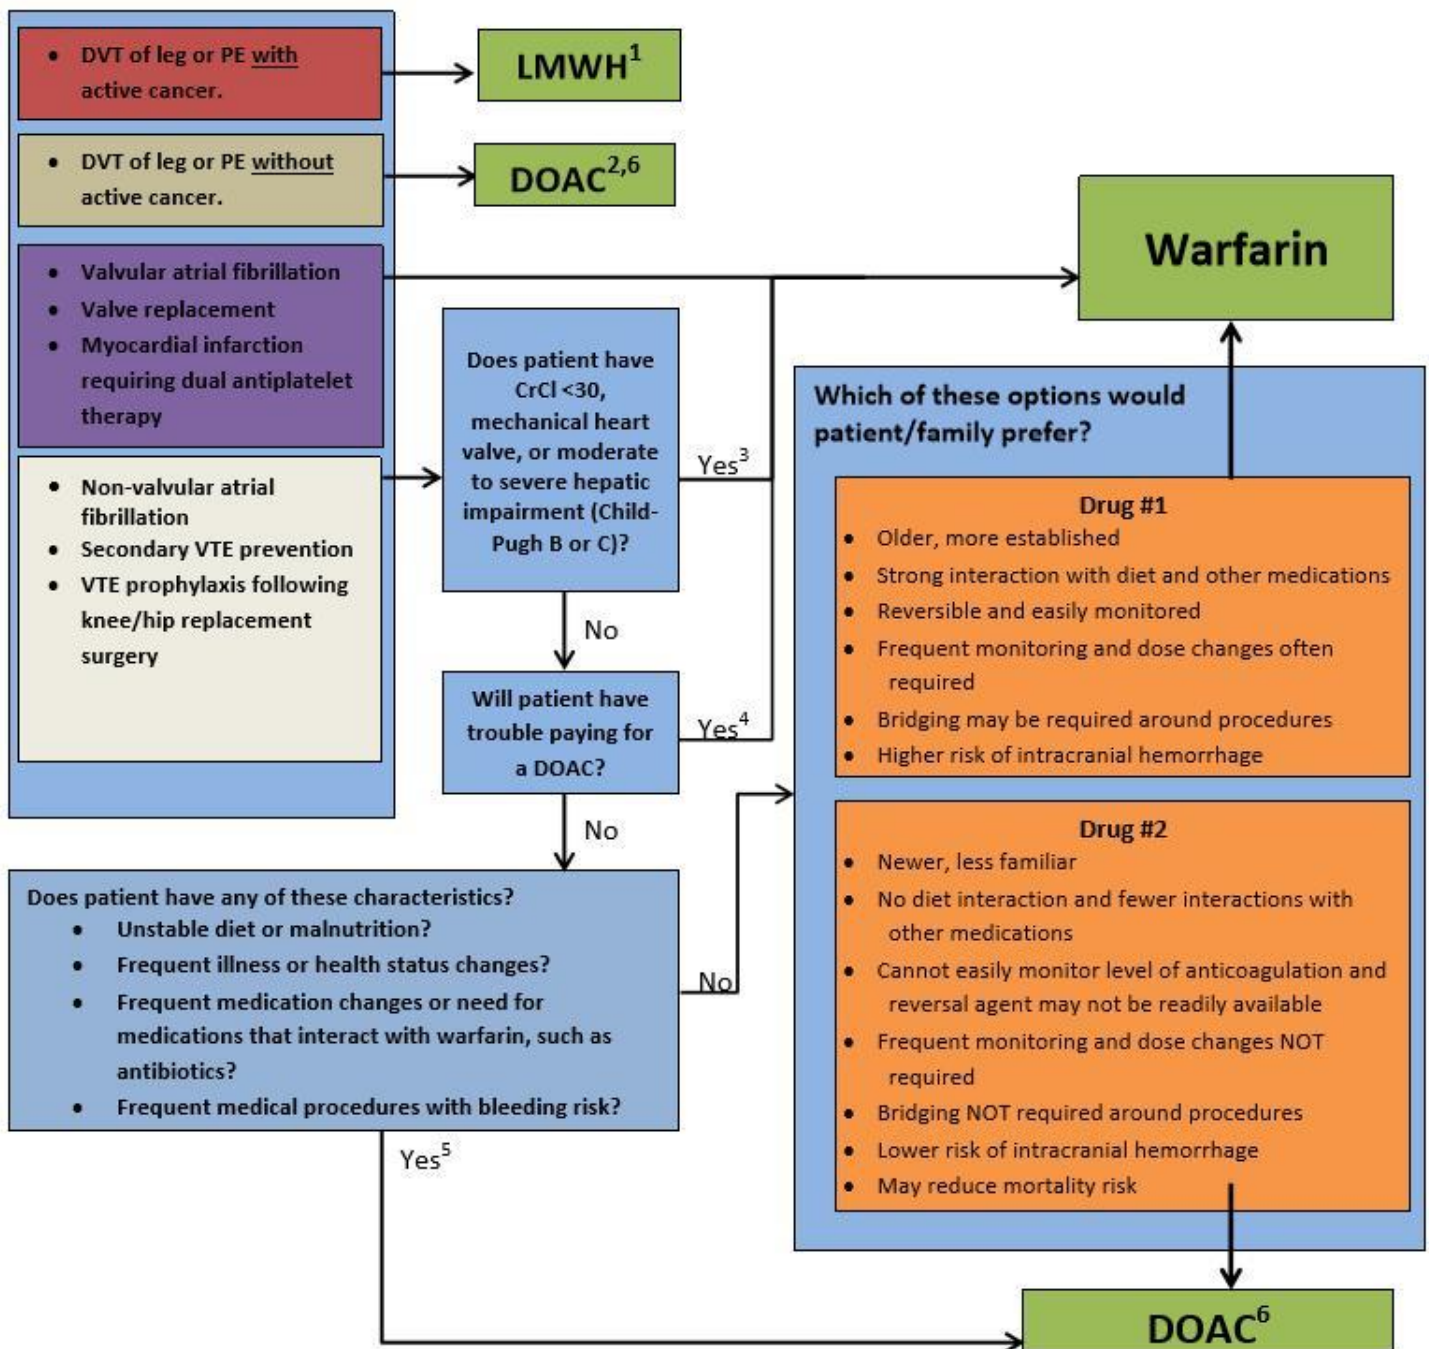 • DVT of leg or PE with
active cancer.
LMWH1
• DVT of leg or PE without
active cancer.
DOAC2,6
• Valvular atrial fibrillation
• Valve replacement
• Myocardial infarction
requiring dual antiplatelet
therapy
Warfarin
• Non-valvular atrial
fibrillation
• Secondary VTE prevention
• VTE prophylaxis following
knee/hip replacement
surgery
Does patient have
CrCl <30,
mechanical heart
valve, or moderate
to severe hepatic
impairment (Child-
Pugh B or C)?
Yes3
No
Will patient have
trouble paying for
a DOAC?
Yes4
No
Does patient have any of these characteristics?
• Unstable diet or malnutrition?
• Frequent illness or health status changes?
• Frequent medication changes or need for
medications that interact with warfarin, such as
antibiotics?
• Frequent medical procedures with bleeding risk?
No
Yes5
Which of these options would
patient/family prefer?
Drug #1
• Older, more established
• Strong interaction with diet and other medications
• Reversible and easily monitored
• Frequent monitoring and dose changes often
required
• Bridging may be required around procedures
• Higher risk of intracranial hemorrhage
Drug #2
• Newer, less familiar
• No diet interaction and fewer interactions with
other medications
• Cannot easily monitor level of anticoagulation and
reversal agent may not be readily available
• Frequent monitoring and dose changes NOT
required
• Bridging NOT required around procedures
• Lower risk of intracranial hemorrhage
• May reduce mortality risk
DOAC6